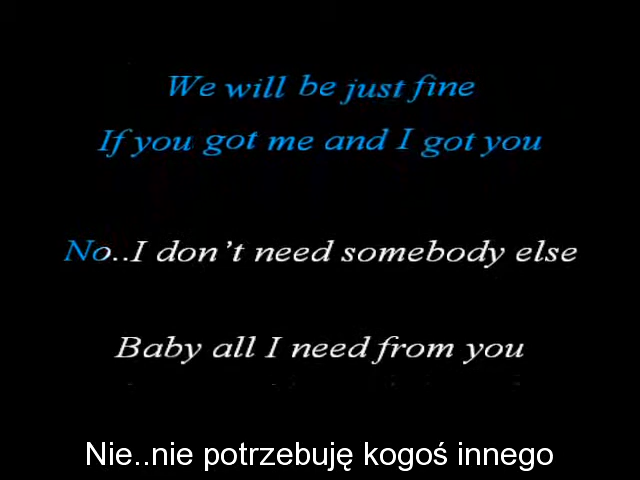 We will be just fine
If you got me and I got you
No..I don't need somebody else
Baby all I need from you
Nie..nie potrzebuję kogoś innego